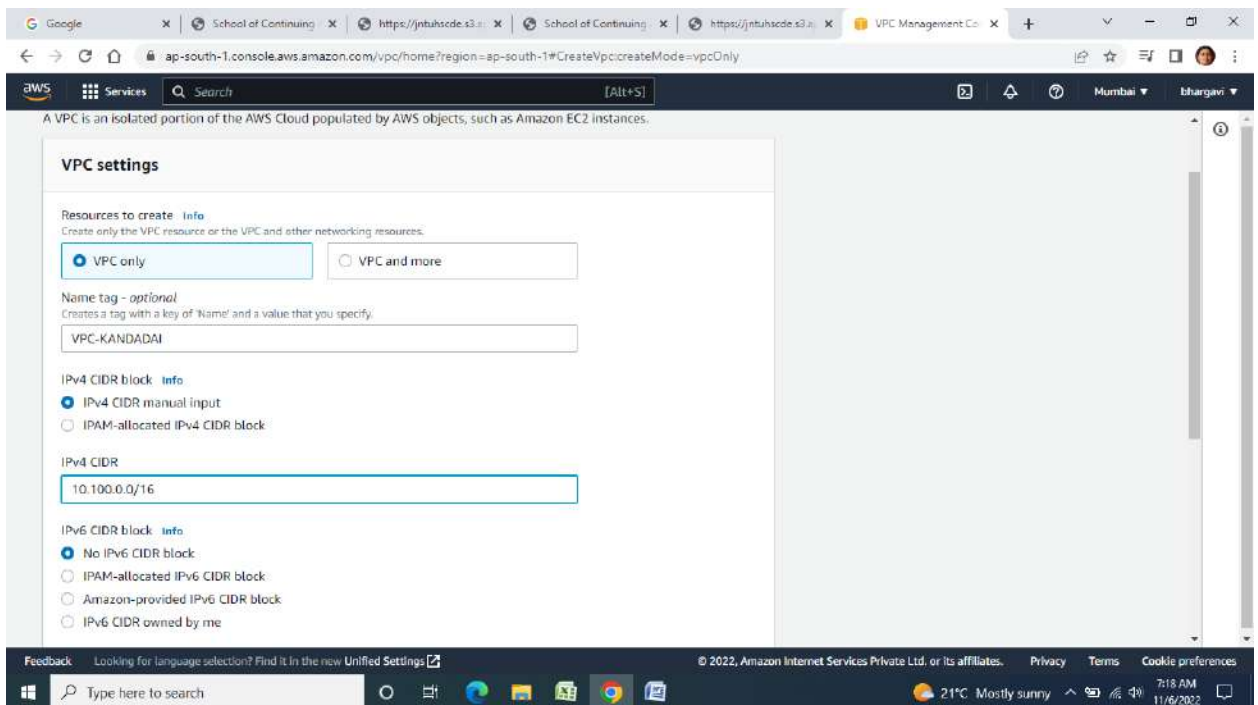 Google
School of Continuing
https://jntuhscde.s3.
School of Continuing
https://jntuhscde.s3.
VPC Management Co
ap-south-1.console.aws.amazon.com/vpc/home?region=ap-south-1#CreateVpc:createMode=vpcOnly
aws Services Search [Alt+S] Mumbai bhargavi
A VPC is an isolated portion of the AWS Cloud populated by AWS objects, such as Amazon EC2 instances.
VPC settings
Resources to create Info
Create only the VPC resource or the VPC and other networking resources.
VPC only VPC and more
Name tag - optional
Creates a tag with a key of 'Name' and a value that you specify.
VPC-KANDADAI
IPv4 CIDR block Info
IPv4 CIDR manual input
IPAM-allocated IPv4 CIDR block
IPv4 CIDR
10.100.0.0/16
IPv6 CIDR block Info
No IPv6 CIDR block
IPAM-allocated IPv6 CIDR block
Amazon-provided IPv6 CIDR block
IPv6 CIDR owned by me
Feedback Looking for language selection? Find it in the new Unified Settings © 2022, Amazon Internet Services Private Ltd. or its affiliates. Privacy Terms Cookie preferences
Type here to search 21°C Mostly sunny 7:18 AM
11/6/2022